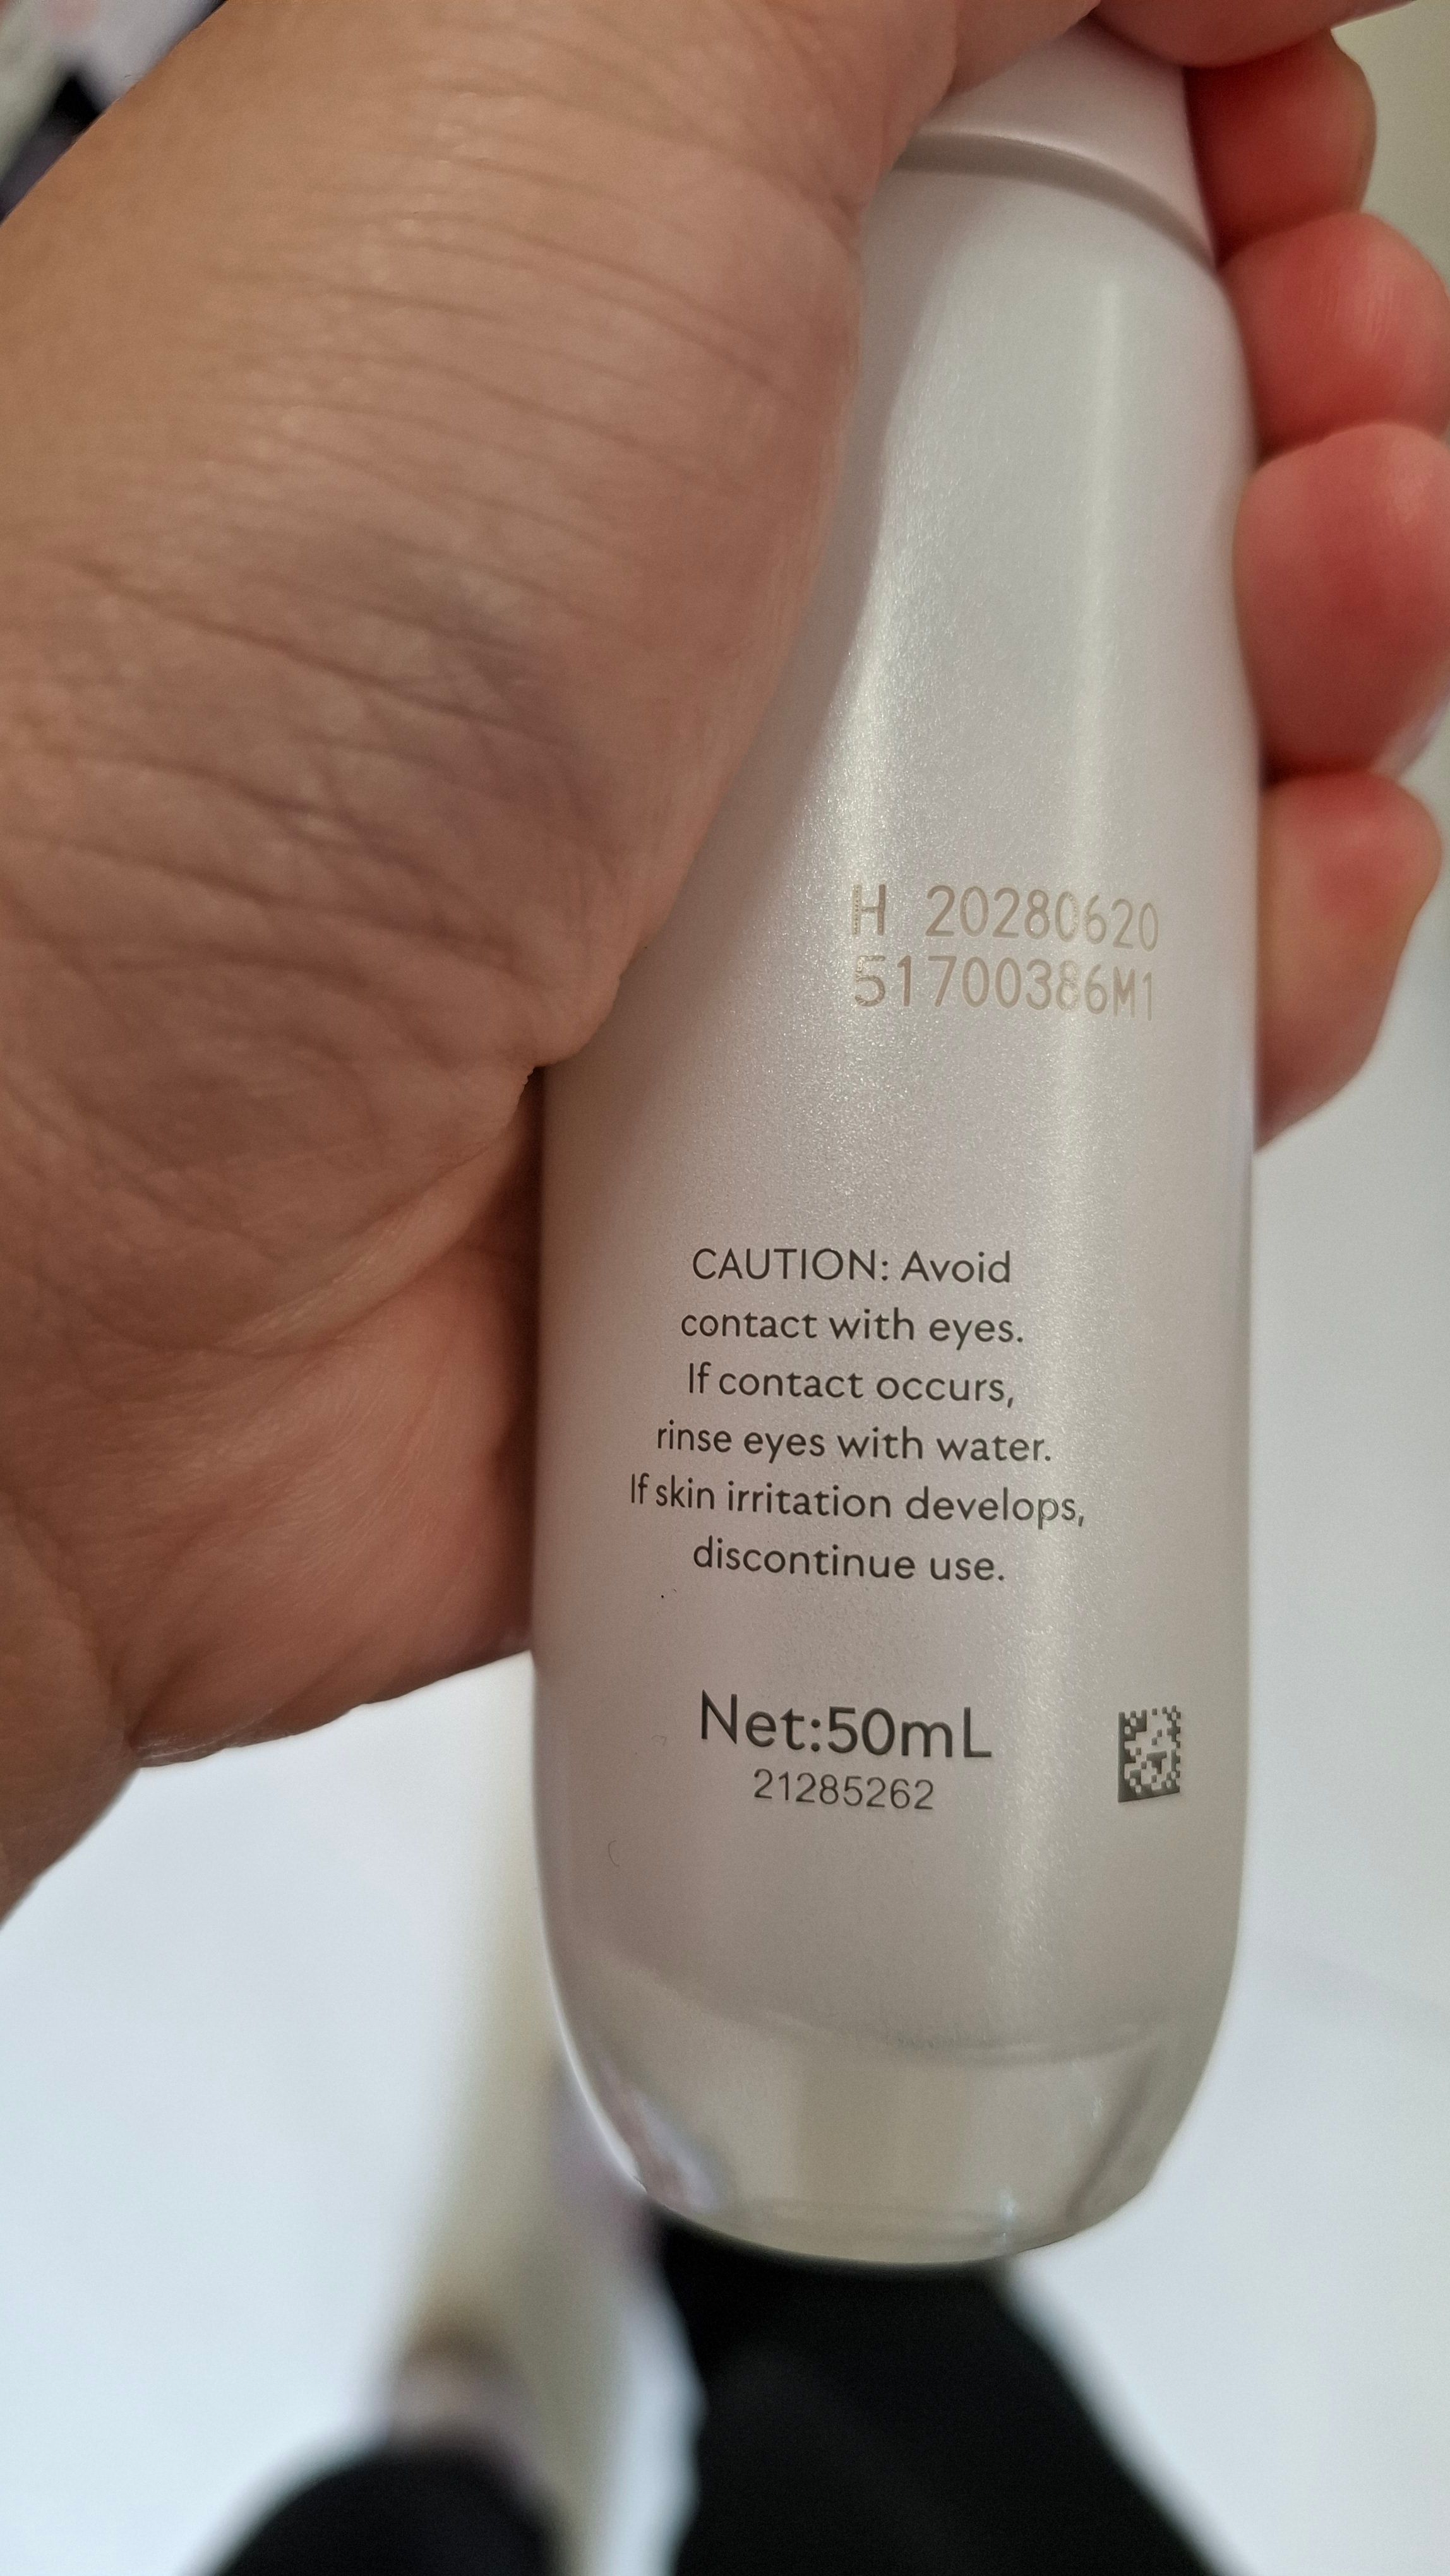 H 20280620
51700386M1
CAUTION: Avoid
contact with eyes.
If contact occurs,
rinse eyes with water.
If skin irritation develops,
discontinue use.
Net:50mL
21285262